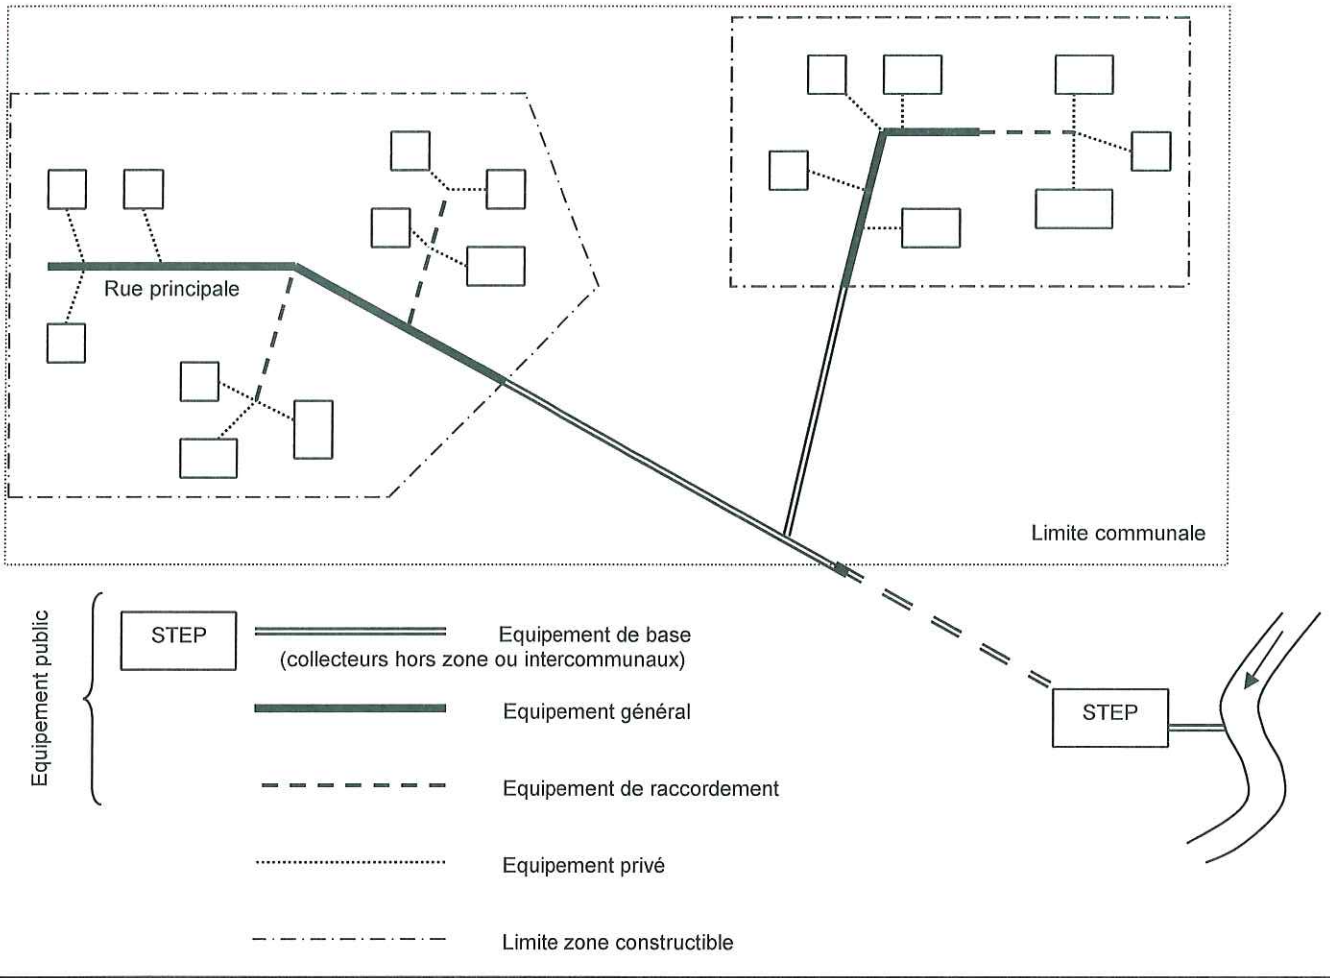 Rue principale
Limite communale
Equipement public
STEP
Equipement de base
(collecteurs hors zone ou intercommunaux)
STEP
Equipement général
Equipement de raccordement
Equipement privé
Limite zone constructible